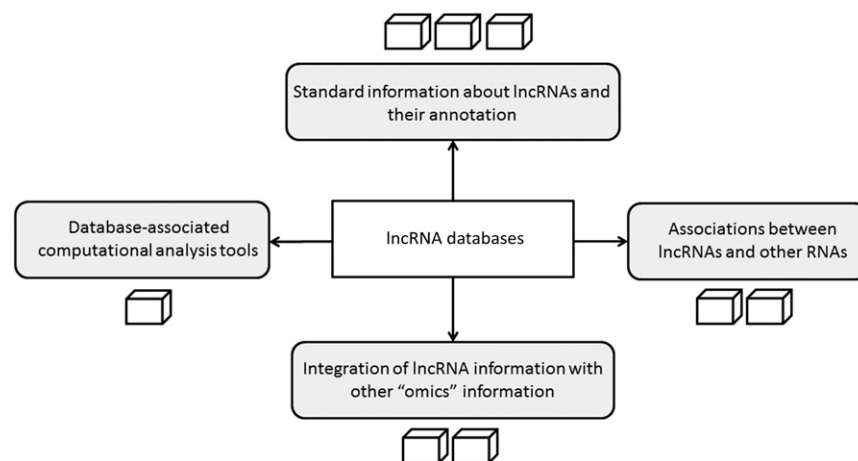 Standard information about lncRNAs and
their annotation
Database-associated
computational analysis tools
lncRNA databases
Associations between
lncRNAs and other RNAs
Integration of lncRNA information with
other “omics” information